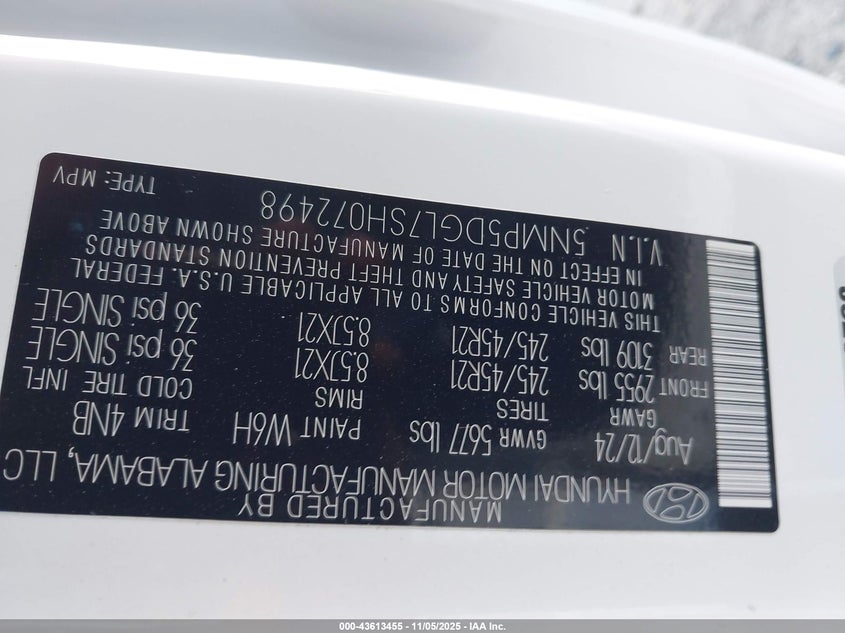 MANUFACTURED BY
HYUNDAI MOTOR MANUFACTURING ALABAMA, LLC
Aug/12/24 GVWR 5677 lbs PAINT W6H TRIM 4NB
GAWR TIRES RIMS COLD TIRE INFL
FRONT 2955 lbs 245/45R21 8.5JX21 36 psi SINGLE
REAR 3109 lbs 245/45R21 8.5JX21 36 psi SINGLE
THIS VEHICLE CONFORMS TO ALL APPLICABLE U.S.A. FEDERAL
MOTOR VEHICLE SAFETY AND THEFT PREVENTION STANDARDS
IN EFFECT ON THE DATE OF MANUFACTURE SHOWN ABOVE
V.I.N 5NMP5DGL7SH072498 TYPE: MPV
000-43613455 - 11/05/2025 - IAA Inc.